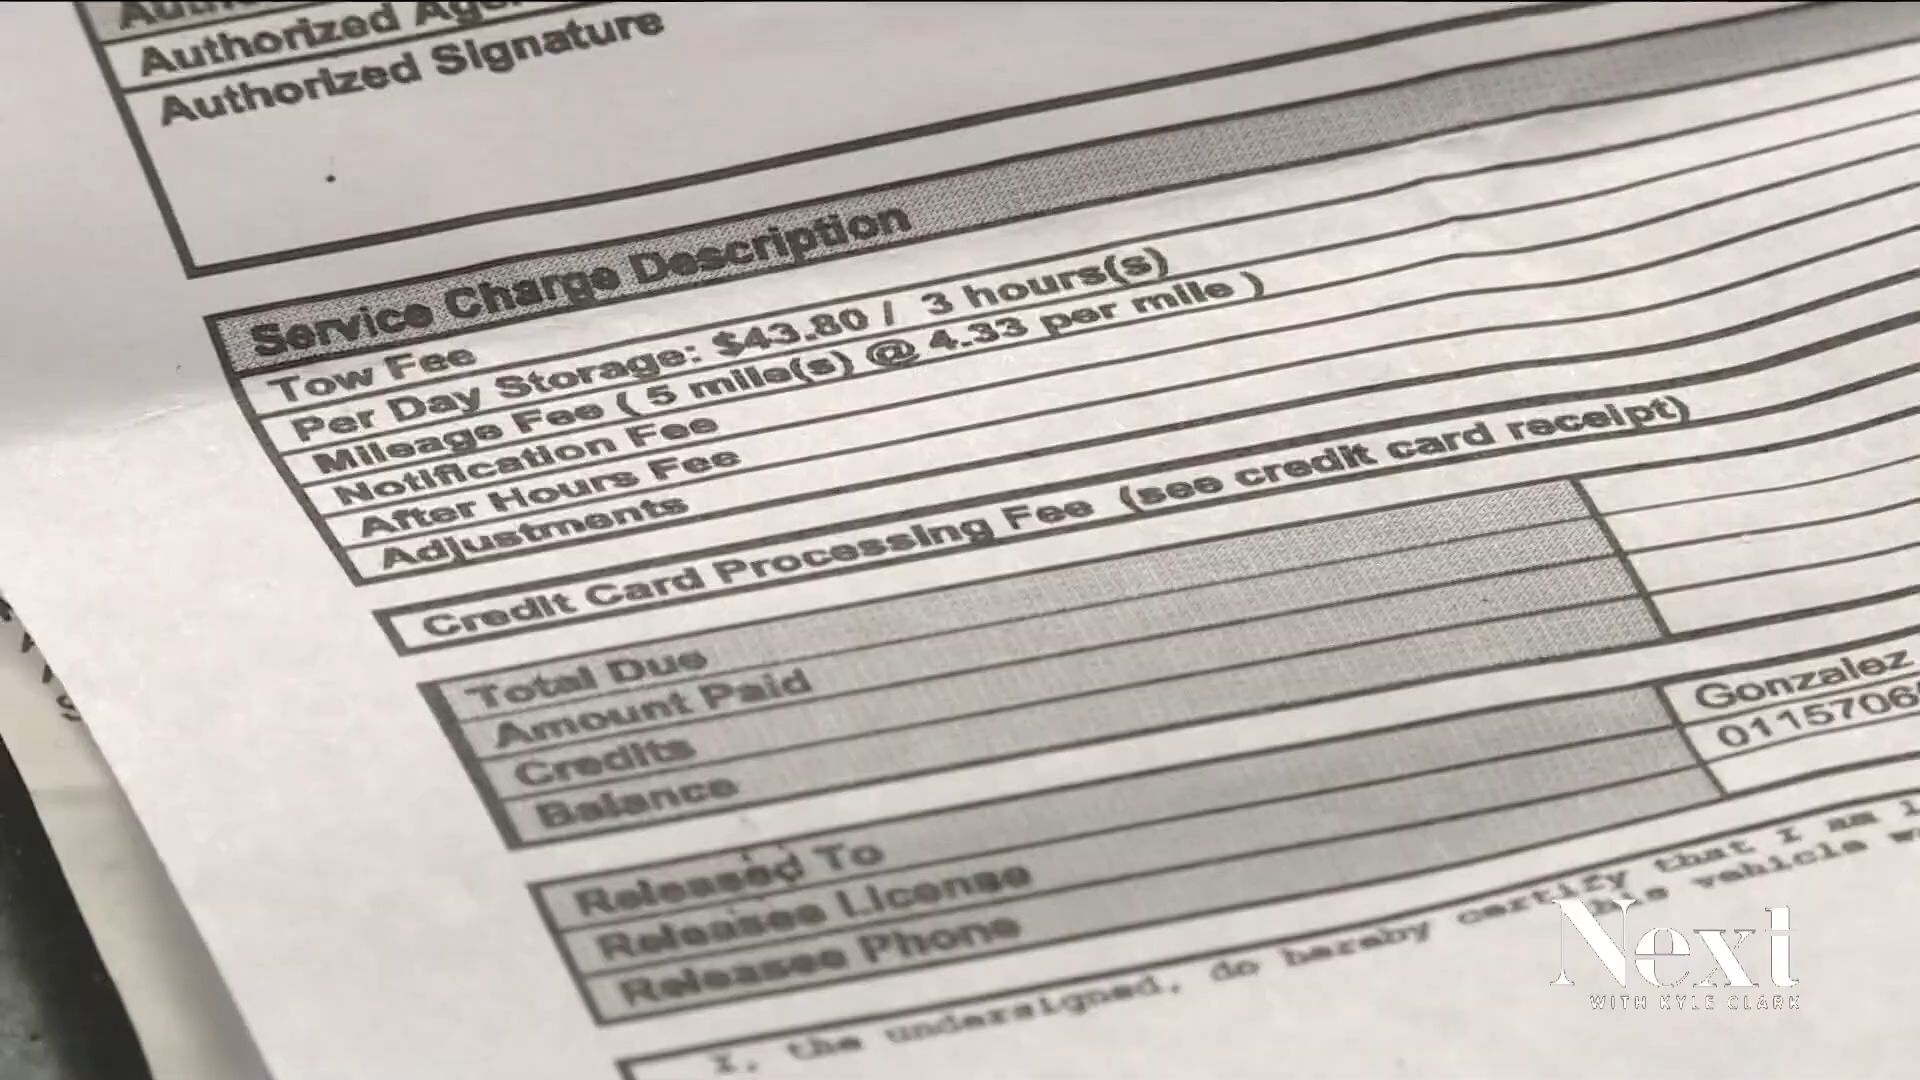 Authorized
Authorized Signature
Service Charge Description
Tow Fee
Per Day Storage: $43.80 / 3 hours(s)
Mileage Fee ( 5 mile(s) @ 4.33 per mile )
Notification Fee
After Hours Fee
Adjustments
Credit Card Processing Fee (see credit card receipt)
Total Due
Amount Paid
Credits
Balance
Released To Gonzalez
Releasee License 0115706
Releasee Phone
I, the undersigned, do hereby certify that I am
this vehicle
Next
WITH KYLE CLARK